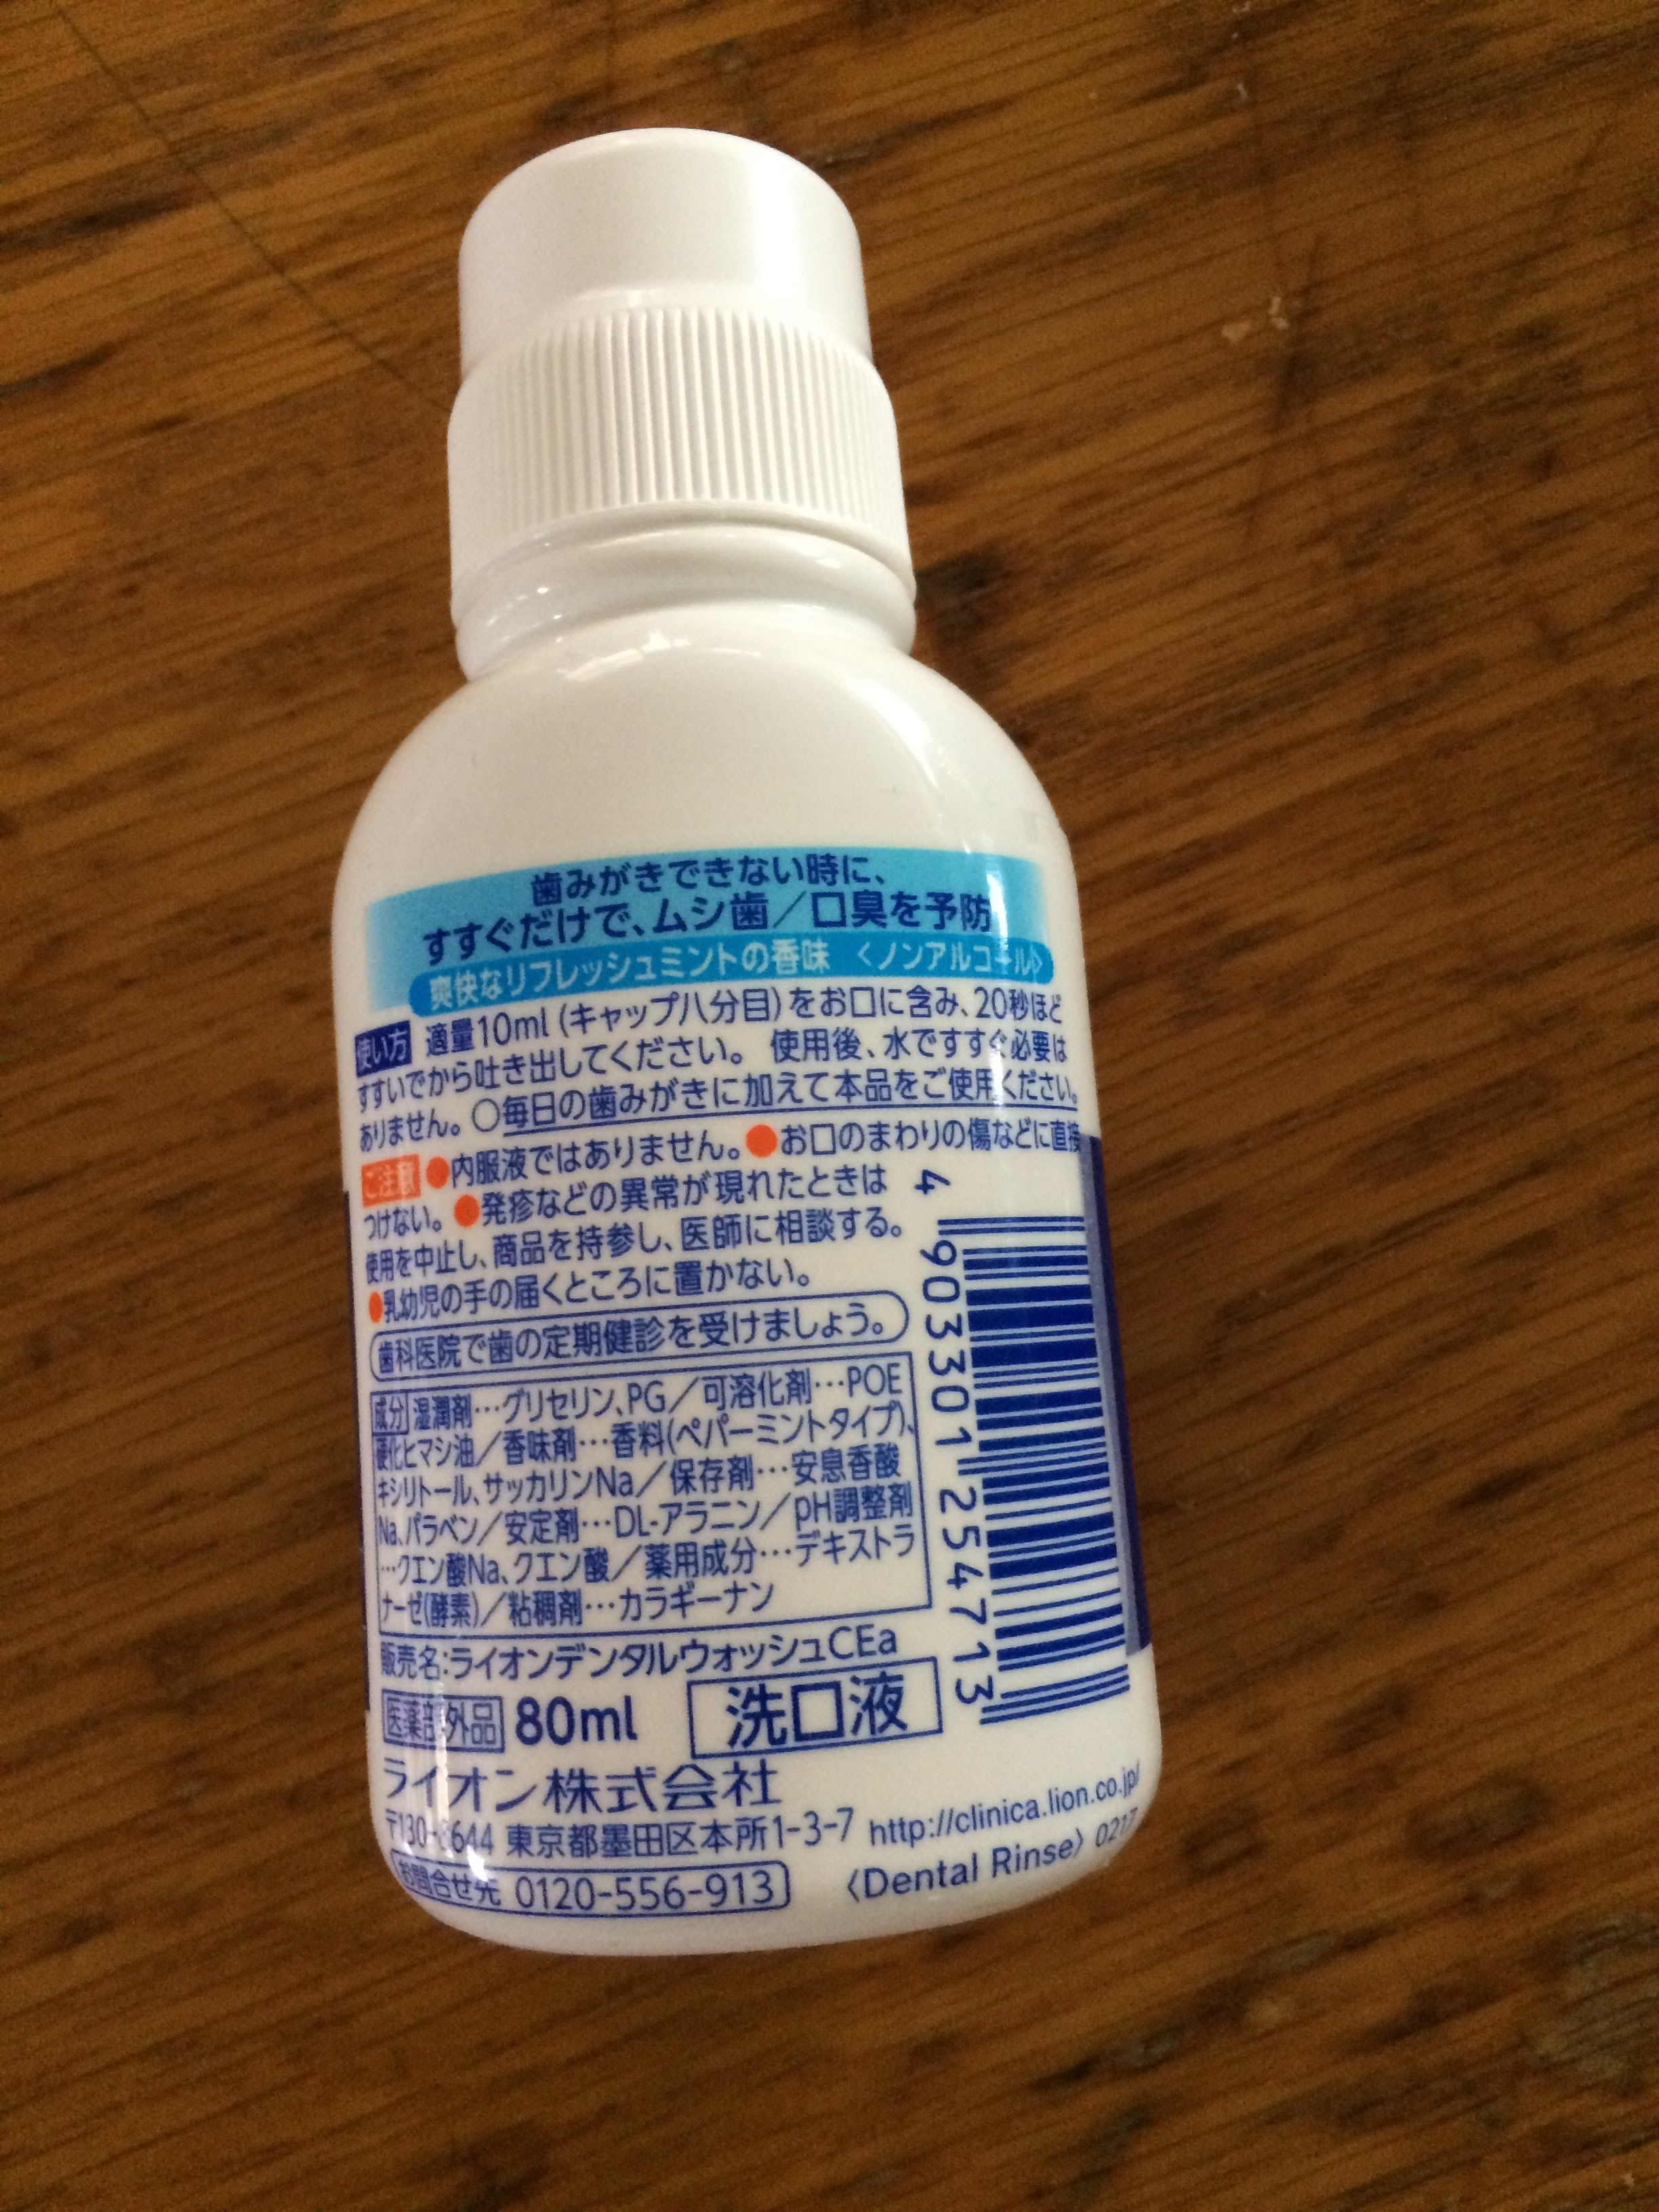 歯みがきできない時に、
すすぐだけで、ムシ歯／口臭を予防
爽快なリフレッシュミントの香味 〈ノンアルコール〉
使い方 適量10ml(キャップ八分目)をお口に含み、20秒ほど
すすいでから吐き出してください。 使用後、水ですすぐ必要は
ありません。○毎日の歯みがきに加えて本品をご使用ください。
ご注意 ●内服液ではありません。●お口のまわりの傷などに直接
つけない。 ●発疹などの異常が現れたときは
使用を中止し、商品を持参し、医師に相談する。
●乳幼児の手の届くところに置かない。
歯科医院で歯の定期健診を受けましょう。
成分 湿潤剤…グリセリン、PG／可溶化剤…POE
硬化ヒマシ油／香味剤…香料(ペパーミントタイプ)、
キシリトール、サッカリンNa／保存剤…安息香酸
Na、パラベン／安定剤…DL-アラニン／pH調整剤
…クエン酸Na、クエン酸／薬用成分…デキストラ
ナーゼ(酵素)／粘稠剤…カラギーナン
4 903301 254713
販売名:ライオンデンタルウォッシュCEa
医薬部外品 80ml 洗口液
ライオン株式会社
〒130-8644 東京都墨田区本所1-3-7 http://clinica.lion.co.jp/
お問合せ先 0120-556-913 〈Dental Rinse〉 0217